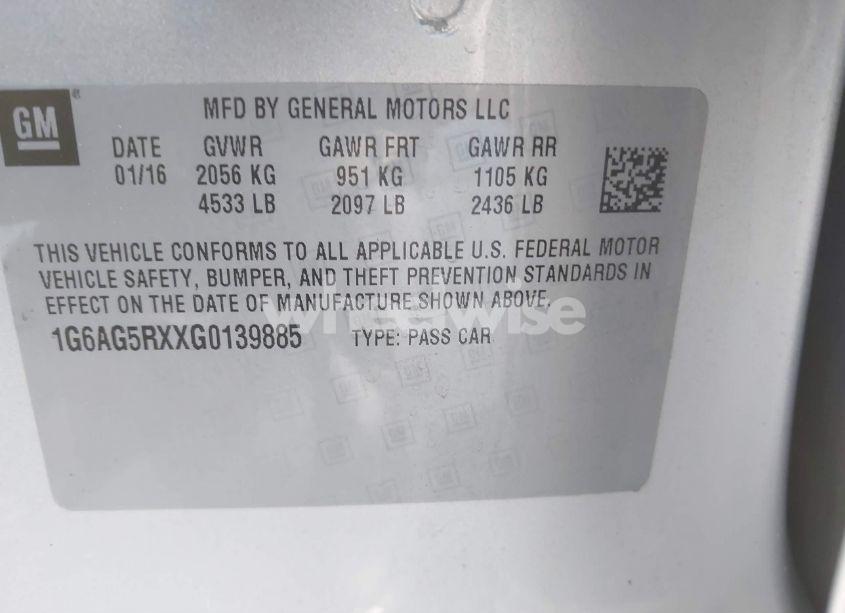 GM
MFD BY GENERAL MOTORS LLC
DATE GVWR GAWR FRT GAWR RR
01/16 2056 KG 951 KG 1105 KG
4533 LB 2097 LB 2436 LB
THIS VEHICLE CONFORMS TO ALL APPLICABLE U.S. FEDERAL MOTOR
VEHICLE SAFETY, BUMPER, AND THEFT PREVENTION STANDARDS IN
EFFECT ON THE DATE OF MANUFACTURE SHOWN ABOVE.
1G6AG5RXXG0139885 TYPE: PASS CAR
wheelwise